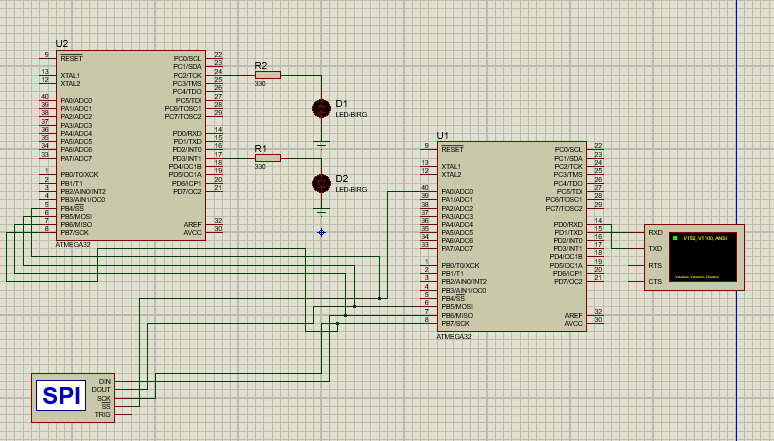 U2
9 RESET
13 XTAL1
12 XTAL2
40 PA0/ADC0
39 PA1/ADC1
38 PA2/ADC2
37 PA3/ADC3
36 PA4/ADC4
35 PA5/ADC5
34 PA6/ADC6
33 PA7/ADC7
1 PB0/T0/XCK
2 PB1/T1
3 PB2/AIN0/INT2
4 PB3/AIN1/OC0
5 PB4/SS
6 PB5/MOSI
7 PB6/MISO
8 PB7/SCK
PC0/SCL 22
PC1/SDA 23
PC2/TCK 24
PC3/TMS 25
PC4/TDO 26
PC5/TDI 27
PC6/TOSC1 28
PC7/TOSC2 29
PD0/RXD 14
PD1/TXD 15
PD2/INT0 16
PD3/INT1 17
PD4/OC1B 18
PD5/OC1A 19
PD6/ICP1 20
PD7/OC2 21
AREF 32
AVCC 30
ATMEGA32
R2
330
D1
LED-BIRG
R1
330
D2
LED-BIRG
U1
9 RESET
13 XTAL1
12 XTAL2
40 PA0/ADC0
39 PA1/ADC1
38 PA2/ADC2
37 PA3/ADC3
36 PA4/ADC4
35 PA5/ADC5
34 PA6/ADC6
33 PA7/ADC7
1 PB0/T0/XCK
2 PB1/T1
3 PB2/AIN0/INT2
4 PB3/AIN1/OC0
5 PB4/SS
6 PB5/MOSI
7 PB6/MISO
8 PB7/SCK
PC0/SCL 22
PC1/SDA 23
PC2/TCK 24
PC3/TMS 25
PC4/TDO 26
PC5/TDI 27
PC6/TOSC1 28
PC7/TOSC2 29
PD0/RXD 14
PD1/TXD 15
PD2/INT0 16
PD3/INT1 17
PD4/OC1B 18
PD5/OC1A 19
PD6/ICP1 20
PD7/OC2 21
AREF 32
AVCC 30
ATMEGA32
RXD
TXD
RTS
CTS
VT52, VT100, ANSI
SPI
DIN
DOUT
SCK
SS
TRIG